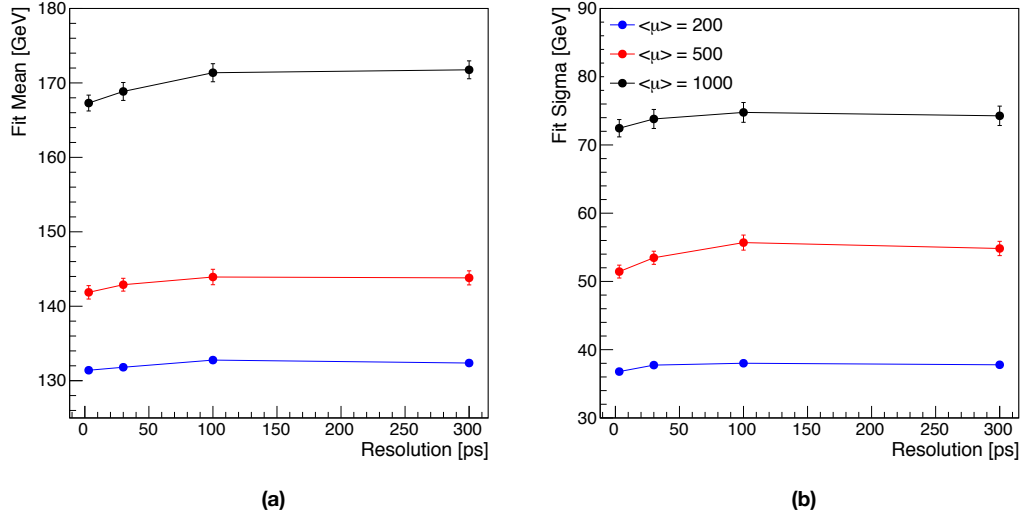 180
170
160
150
140
130
Fit Mean [GeV]
0 50 100 150 200 250 300
Resolution [ps]
(a)
90
80
70
60
50
40
30
Fit Sigma [GeV]
<μ> = 200
<μ> = 500
<μ> = 1000
0 50 100 150 200 250 300
Resolution [ps]
(b)